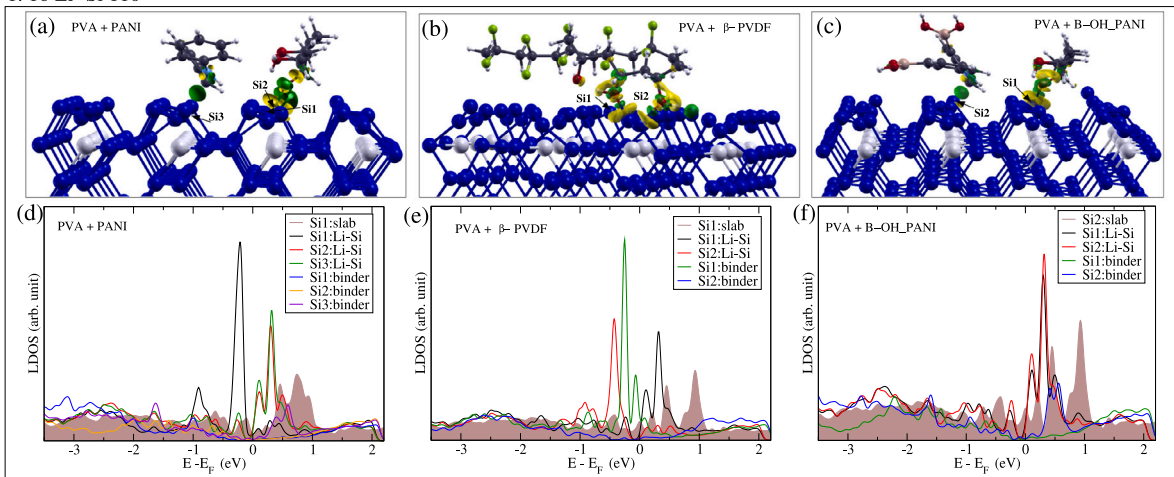 (a)
PVA + PANI
Si2
Si1
Si3
(b)
PVA + β− PVDF
Si1
Si2
(c)
PVA + B−OH_PANI
Si1
Si2
(d)
PVA + PANI
Si1:slab
Si1:Li-Si
Si2:Li-Si
Si3:Li-Si
Si1:binder
Si2:binder
Si3:binder
LDOS (arb. unit)
-3 -2 -1 0 1 2
E - E_F (eV)
(e)
PVA + β− PVDF
Si1:slab
Si1:Li-Si
Si2:Li-Si
Si1:binder
Si2:binder
LDOS (arb. unit)
-3 -2 -1 0 1 2
E - E_F (eV)
(f)
PVA + B−OH_PANI
Si2:slab
Si1:Li-Si
Si2:Li-Si
Si1:binder
Si2:binder
LDOS (arb. unit)
-3 -2 -1 0 1 2
E - E_F (eV)